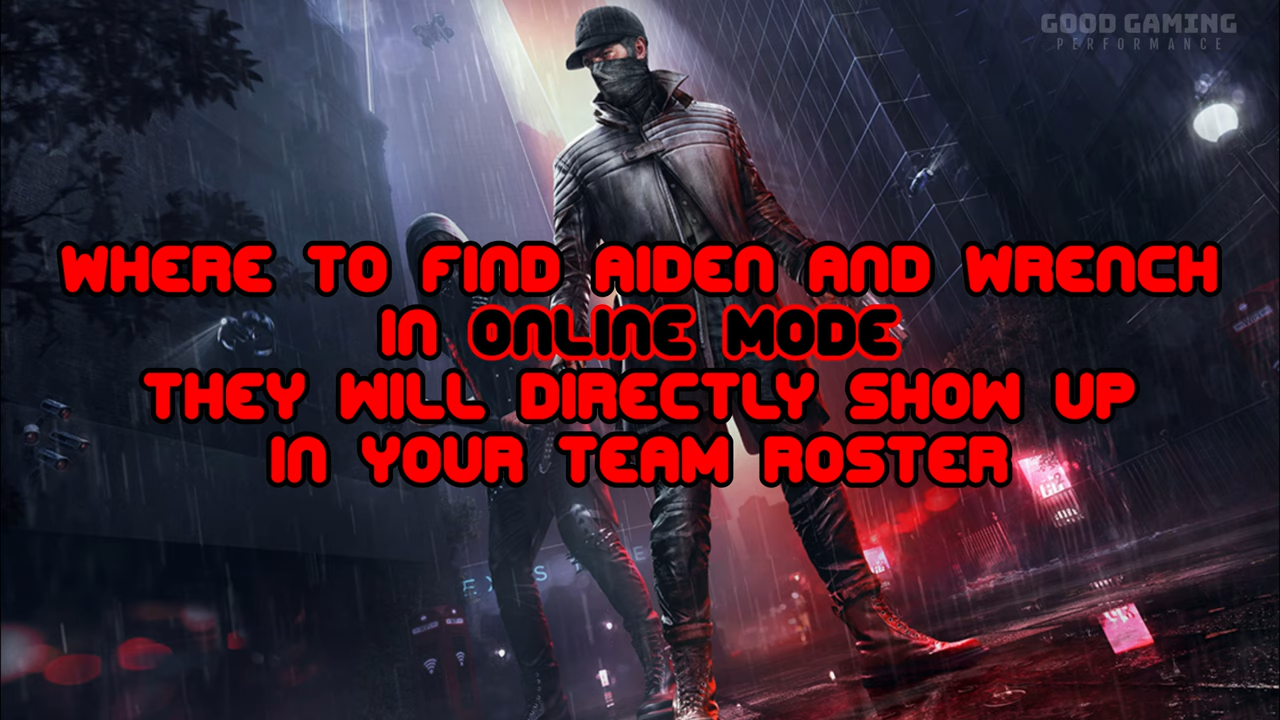 GOOD GAMING
PERFORMANCE
WHERE TO FIND AIDEN AND WRENCH
IN ONLINE MODE
THEY WILL DIRECTLY SHOW UP
IN YOUR TEAM ROSTER